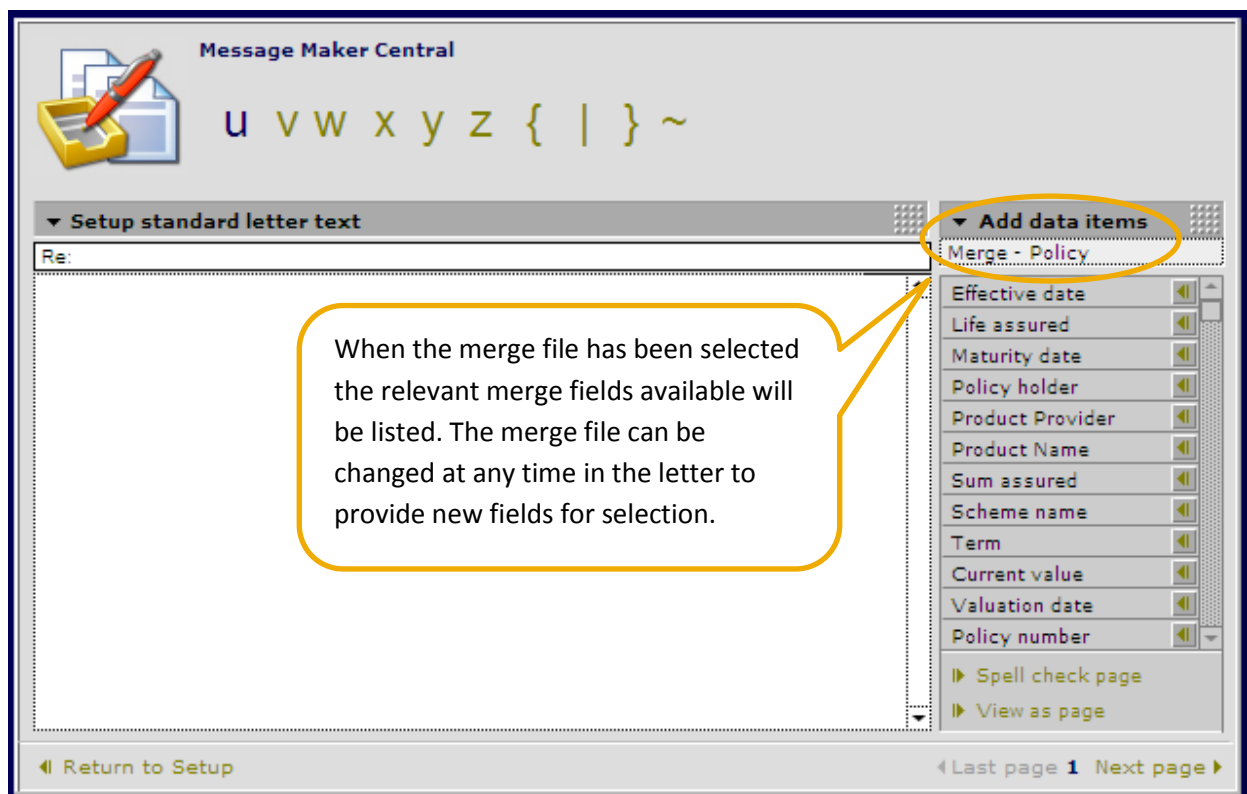 Message Maker Central
u v w x y z { | } ~
Setup standard letter text
Re:
When the merge file has been selected
the relevant merge fields available will
be listed. The merge file can be
changed at any time in the letter to
provide new fields for selection.
Add data items
Merge - Policy
Effective date
Life assured
Maturity date
Policy holder
Product Provider
Product Name
Sum assured
Scheme name
Term
Current value
Valuation date
Policy number
Spell check page
View as page
Return to Setup
Last page 1 Next page